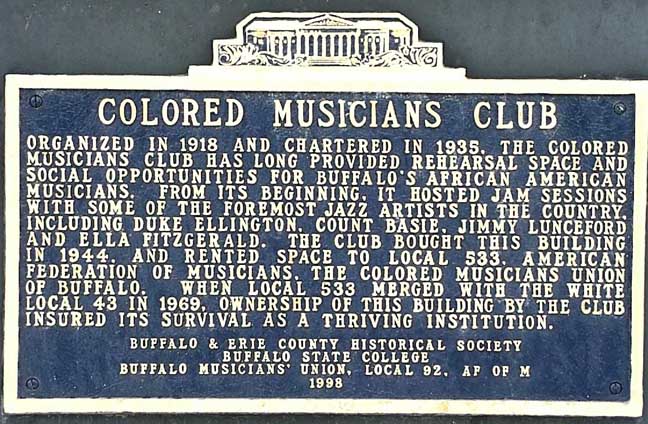 COLORED MUSICIANS CLUB
ORGANIZED IN 1918 AND CHARTERED IN 1935, THE COLORED
MUSICIANS CLUB HAS LONG PROVIDED REHEARSAL SPACE AND
SOCIAL OPPORTUNITIES FOR BUFFALO'S AFRICAN AMERICAN
MUSICIANS. FROM ITS BEGINNING, IT HOSTED JAM SESSIONS
WITH SOME OF THE FOREMOST JAZZ ARTISTS IN THE COUNTRY,
INCLUDING DUKE ELLINGTON, COUNT BASIE, JIMMY LUNCEFORD
AND ELLA FITZGERALD. THE CLUB BOUGHT THIS BUILDING
IN 1944, AND RENTED SPACE TO LOCAL 533, AMERICAN
FEDERATION OF MUSICIANS, THE COLORED MUSICIANS UNION
OF BUFFALO. WHEN LOCAL 533 MERGED WITH THE WHITE
LOCAL 43 IN 1969, OWNERSHIP OF THIS BUILDING BY THE CLUB
INSURED ITS SURVIVAL AS A THRIVING INSTITUTION.
BUFFALO & ERIE COUNTY HISTORICAL SOCIETY
BUFFALO STATE COLLEGE
BUFFALO MUSICIANS' UNION, LOCAL 92, AF OF M
1998